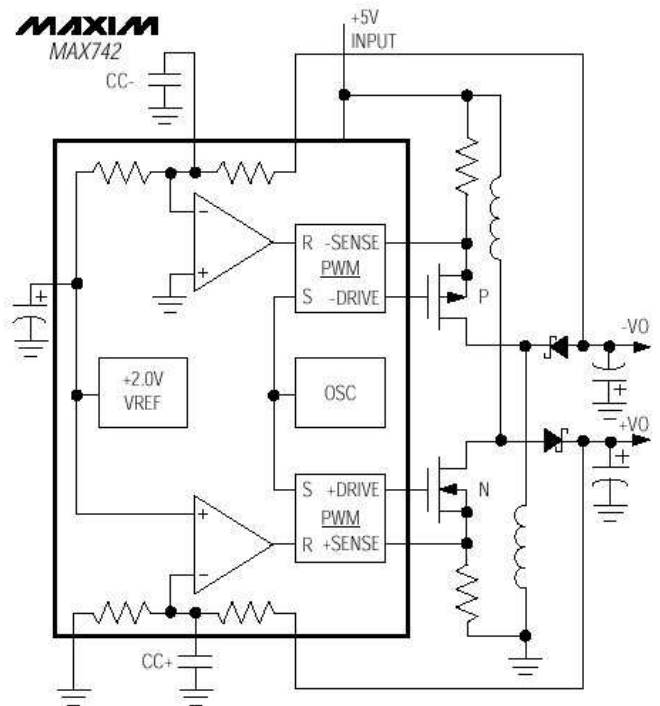 MAXIM
MAX742
+5V
INPUT
CC-
R -SENSE
PWM
S -DRIVE
P
-VO
+2.0V
VREF
OSC
+VO
S +DRIVE
PWM
R +SENSE
N
CC+